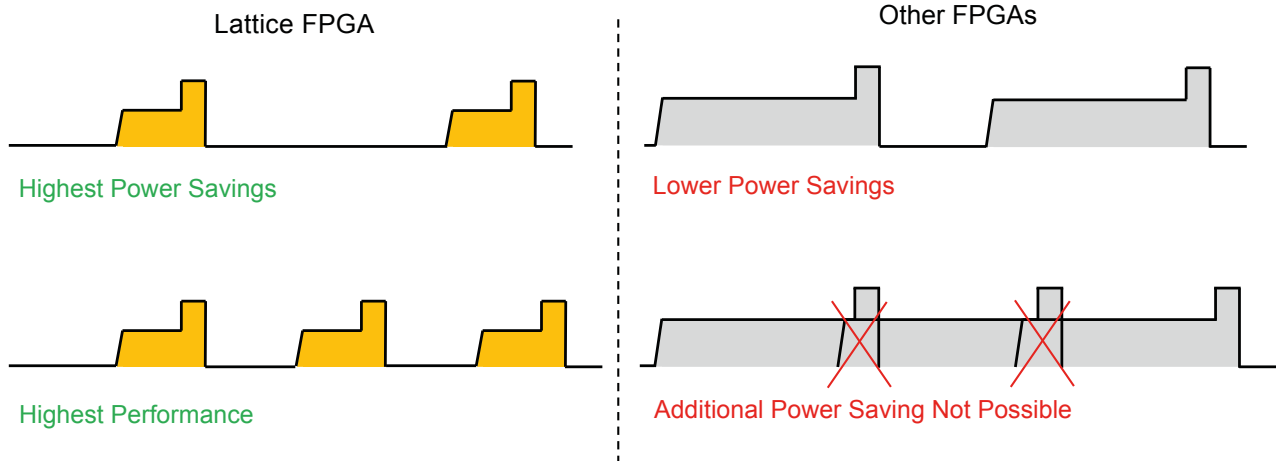 Lattice FPGA
Other FPGAs
Highest Power Savings
Lower Power Savings
Highest Performance
Additional Power Saving Not Possible